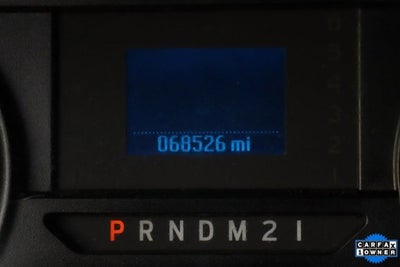 068526 mi
P R N D M 2 1
CARFAX
1 OWNER